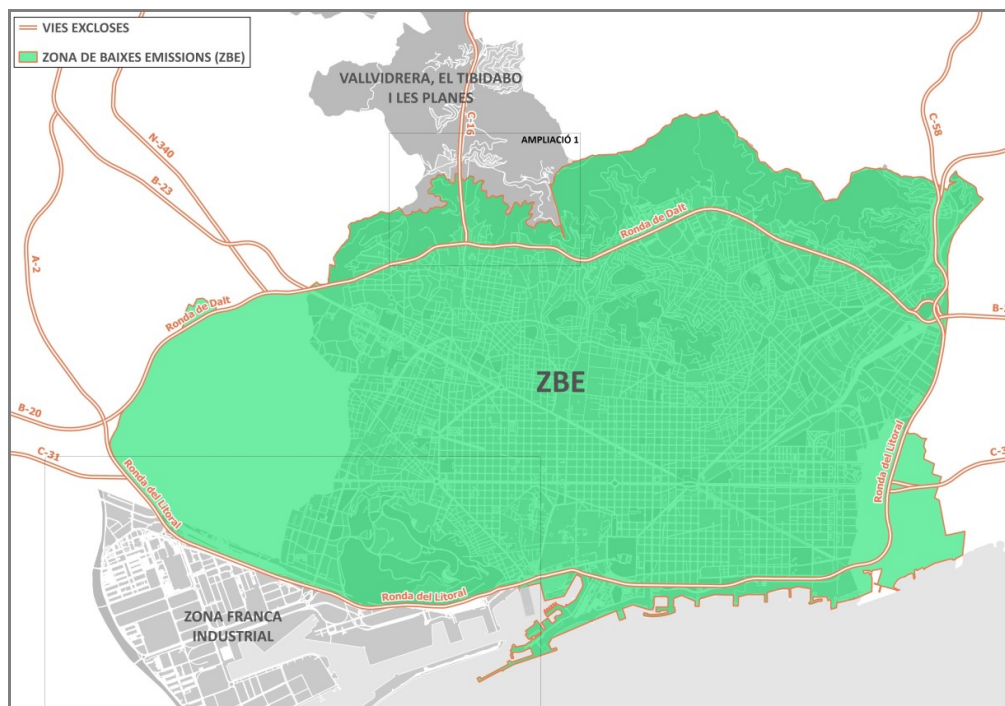 VIES EXCLOSES
ZONA DE BAIXES EMISSIONS (ZBE)
VALLVIDRERA, EL TIBIDABO
I LES PLANES
AMPLIACIÓ 1
C-16
C-58
N-340
B-23
A-2
Ronda de Dalt
Ronda de Dalt
ZBE
B-20
C-31
Ronda del Litoral
Ronda del Litoral
Ronda del Litoral
ZONA FRANCA
INDUSTRIAL